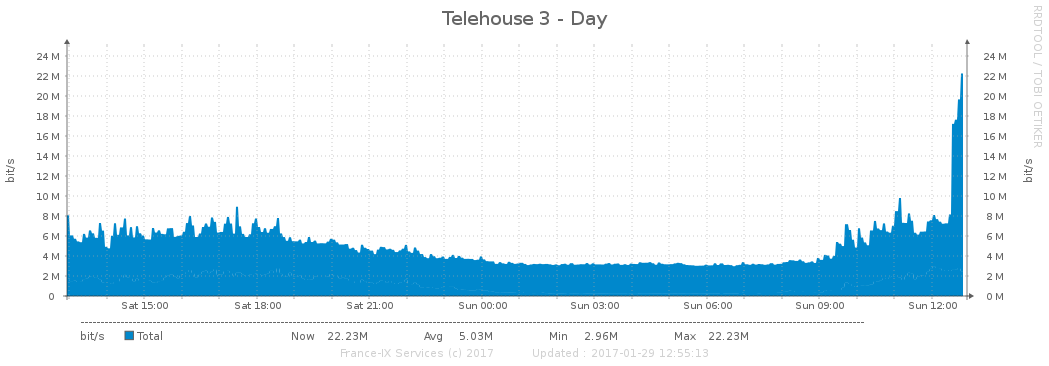 Telehouse 3 - Day
RRDTOOL / TOBI OETIKER
bit/s
bit/s
24 M 24 M
22 M 22 M
20 M 20 M
18 M 18 M
16 M 16 M
14 M 14 M
12 M 12 M
10 M 10 M
8 M 8 M
6 M 6 M
4 M 4 M
2 M 2 M
0 0 M
Sat 15:00 Sat 18:00 Sat 21:00 Sun 00:00 Sun 03:00 Sun 06:00 Sun 09:00 Sun 12:00
bit/s Total Now 22.23M Avg 5.03M Min 2.96M Max 22.23M
France-IX Services (c) 2017 Updated : 2017-01-29 12:55:13